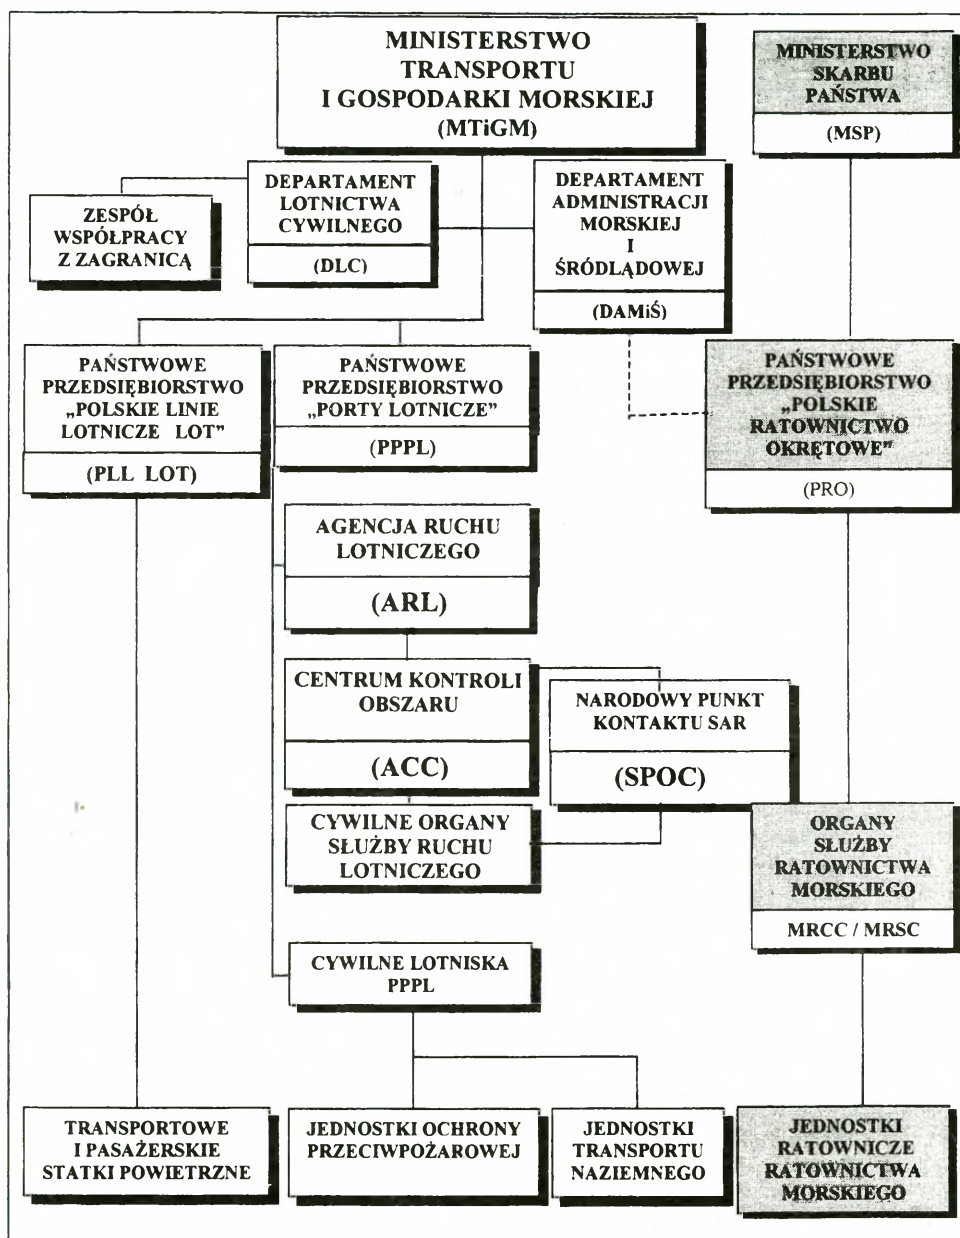 MINISTERSTWO
TRANSPORTU
I GOSPODARKI MORSKIEJ
(MTiGM)
MINISTERSTWO
SKARBU
PAŃSTWA
(MSP)
ZESPÓŁ
WSPÓŁPRACY
Z ZAGRANICĄ
DEPARTAMENT
LOTNICTWA
CYWILNEGO
(DLC)
DEPARTAMENT
ADMINISTRACJI
MORSKIEJ
I
ŚRÓDLĄDOWEJ
(DAMiŚ)
PAŃSTWOWE
PRZEDSIĘBIORSTWO
„POLSKIE LINIE
LOTNICZE LOT”
(PLL LOT)
PAŃSTWOWE
PRZEDSIĘBIORSTWO
„PORTY LOTNICZE”
(PPPL)
PAŃSTWOWE
PRZEDSIĘBIORSTWO
„POLSKIE
RATOWNICTWO
OKRĘTOWE”
(PRO)
AGENCJA RUCHU
LOTNICZEGO
(ARL)
CENTRUM KONTROLI
OBSZARU
(ACC)
NARODOWY PUNKT
KONTAKTU SAR
(SPOC)
CYWILNE ORGANY
SŁUŻBY RUCHU
LOTNICZEGO
ORGANY
SŁUŻBY
RATOWNICTWA
MORSKIEGO
MRCC / MRSC
CYWILNE LOTNISKA
PPPL
TRANSPORTOWE
I PASAŻERSKIE
STATKI POWIETRZNE
JEDNOSTKI OCHRONY
PRZECIWPOŻAROWEJ
JEDNOSTKI
TRANSPORTU
NAZIEMNEGO
JEDNOSTKI
RATOWNICZE
RATOWNICTWA
MORSKIEGO